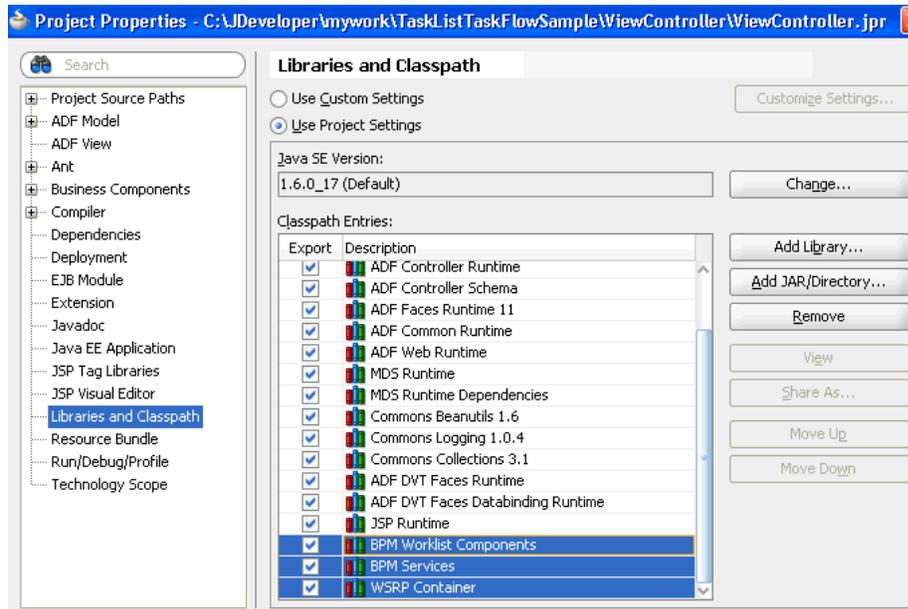 Project Properties - C:\JDeveloper\mywork\TaskListTaskFlowSample\ViewController\ViewController.jpr
Search
Project Source Paths
ADF Model
ADF View
Ant
Business Components
Compiler
Dependencies
Deployment
EJB Module
Extension
Javadoc
Java EE Application
JSP Tag Libraries
JSP Visual Editor
Libraries and Classpath
Resource Bundle
Run/Debug/Profile
Technology Scope
Libraries and Classpath
Use Custom Settings
Customize Settings...
Use Project Settings
Java SE Version:
1.6.0_17 (Default)
Change...
Classpath Entries:
Export Description
ADF Controller Runtime
ADF Controller Schema
ADF Faces Runtime 11
ADF Common Runtime
ADF Web Runtime
MDS Runtime
MDS Runtime Dependencies
Commons Beanutils 1.6
Commons Logging 1.0.4
Commons Collections 3.1
ADF DVT Faces Runtime
ADF DVT Faces Databinding Runtime
JSP Runtime
BPM Worklist Components
BPM Services
WSRP Container
Add Library...
Add JAR/Directory...
Remove
View
Share As...
Move Up
Move Down